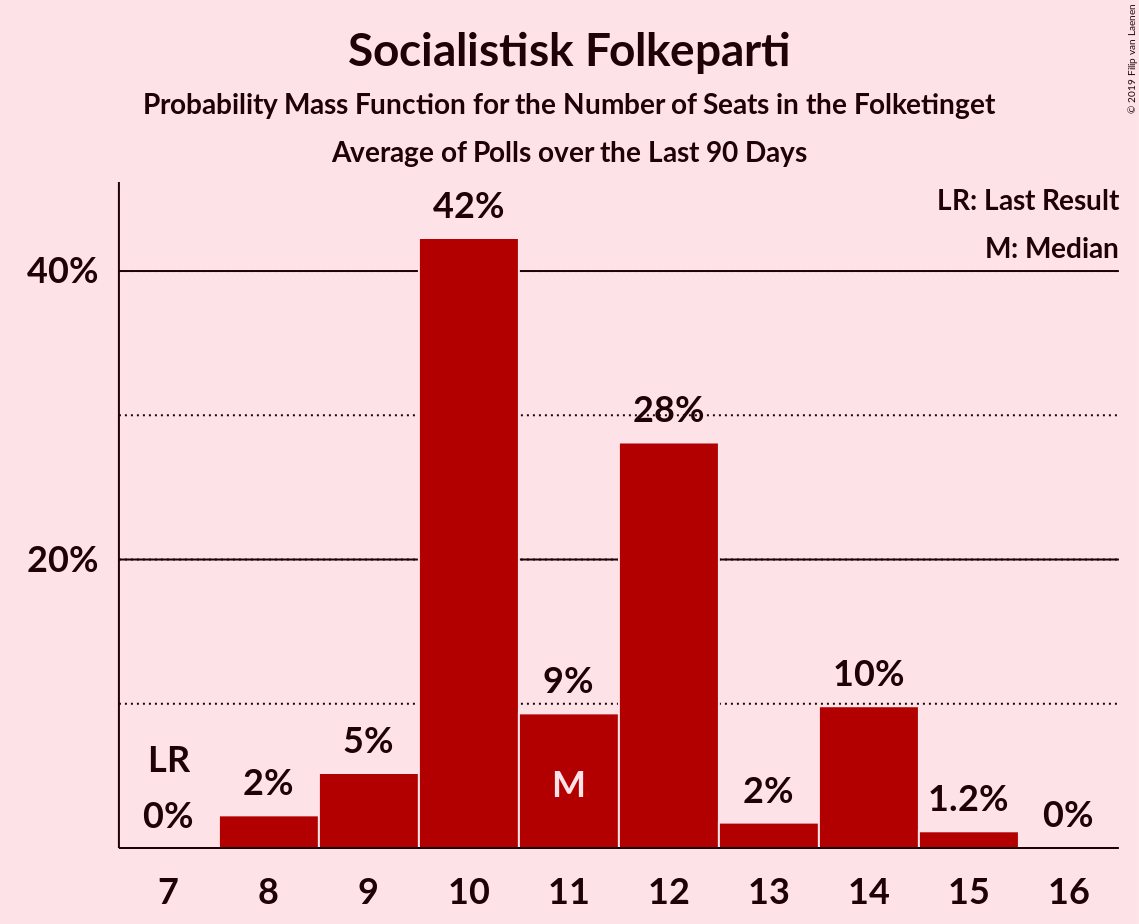 Socialistisk Folkeparti
Probability Mass Function for the Number of Seats in the Folketinget
Average of Polls over the Last 90 Days
© 2019 Filip van Laenen
LR: Last Result
M: Median
42%
40%
28%
20%
10%
9%
5%
LR
M
2%
2%
1.2%
0%
0%
7 8 9 10 11 12 13 14 15 16